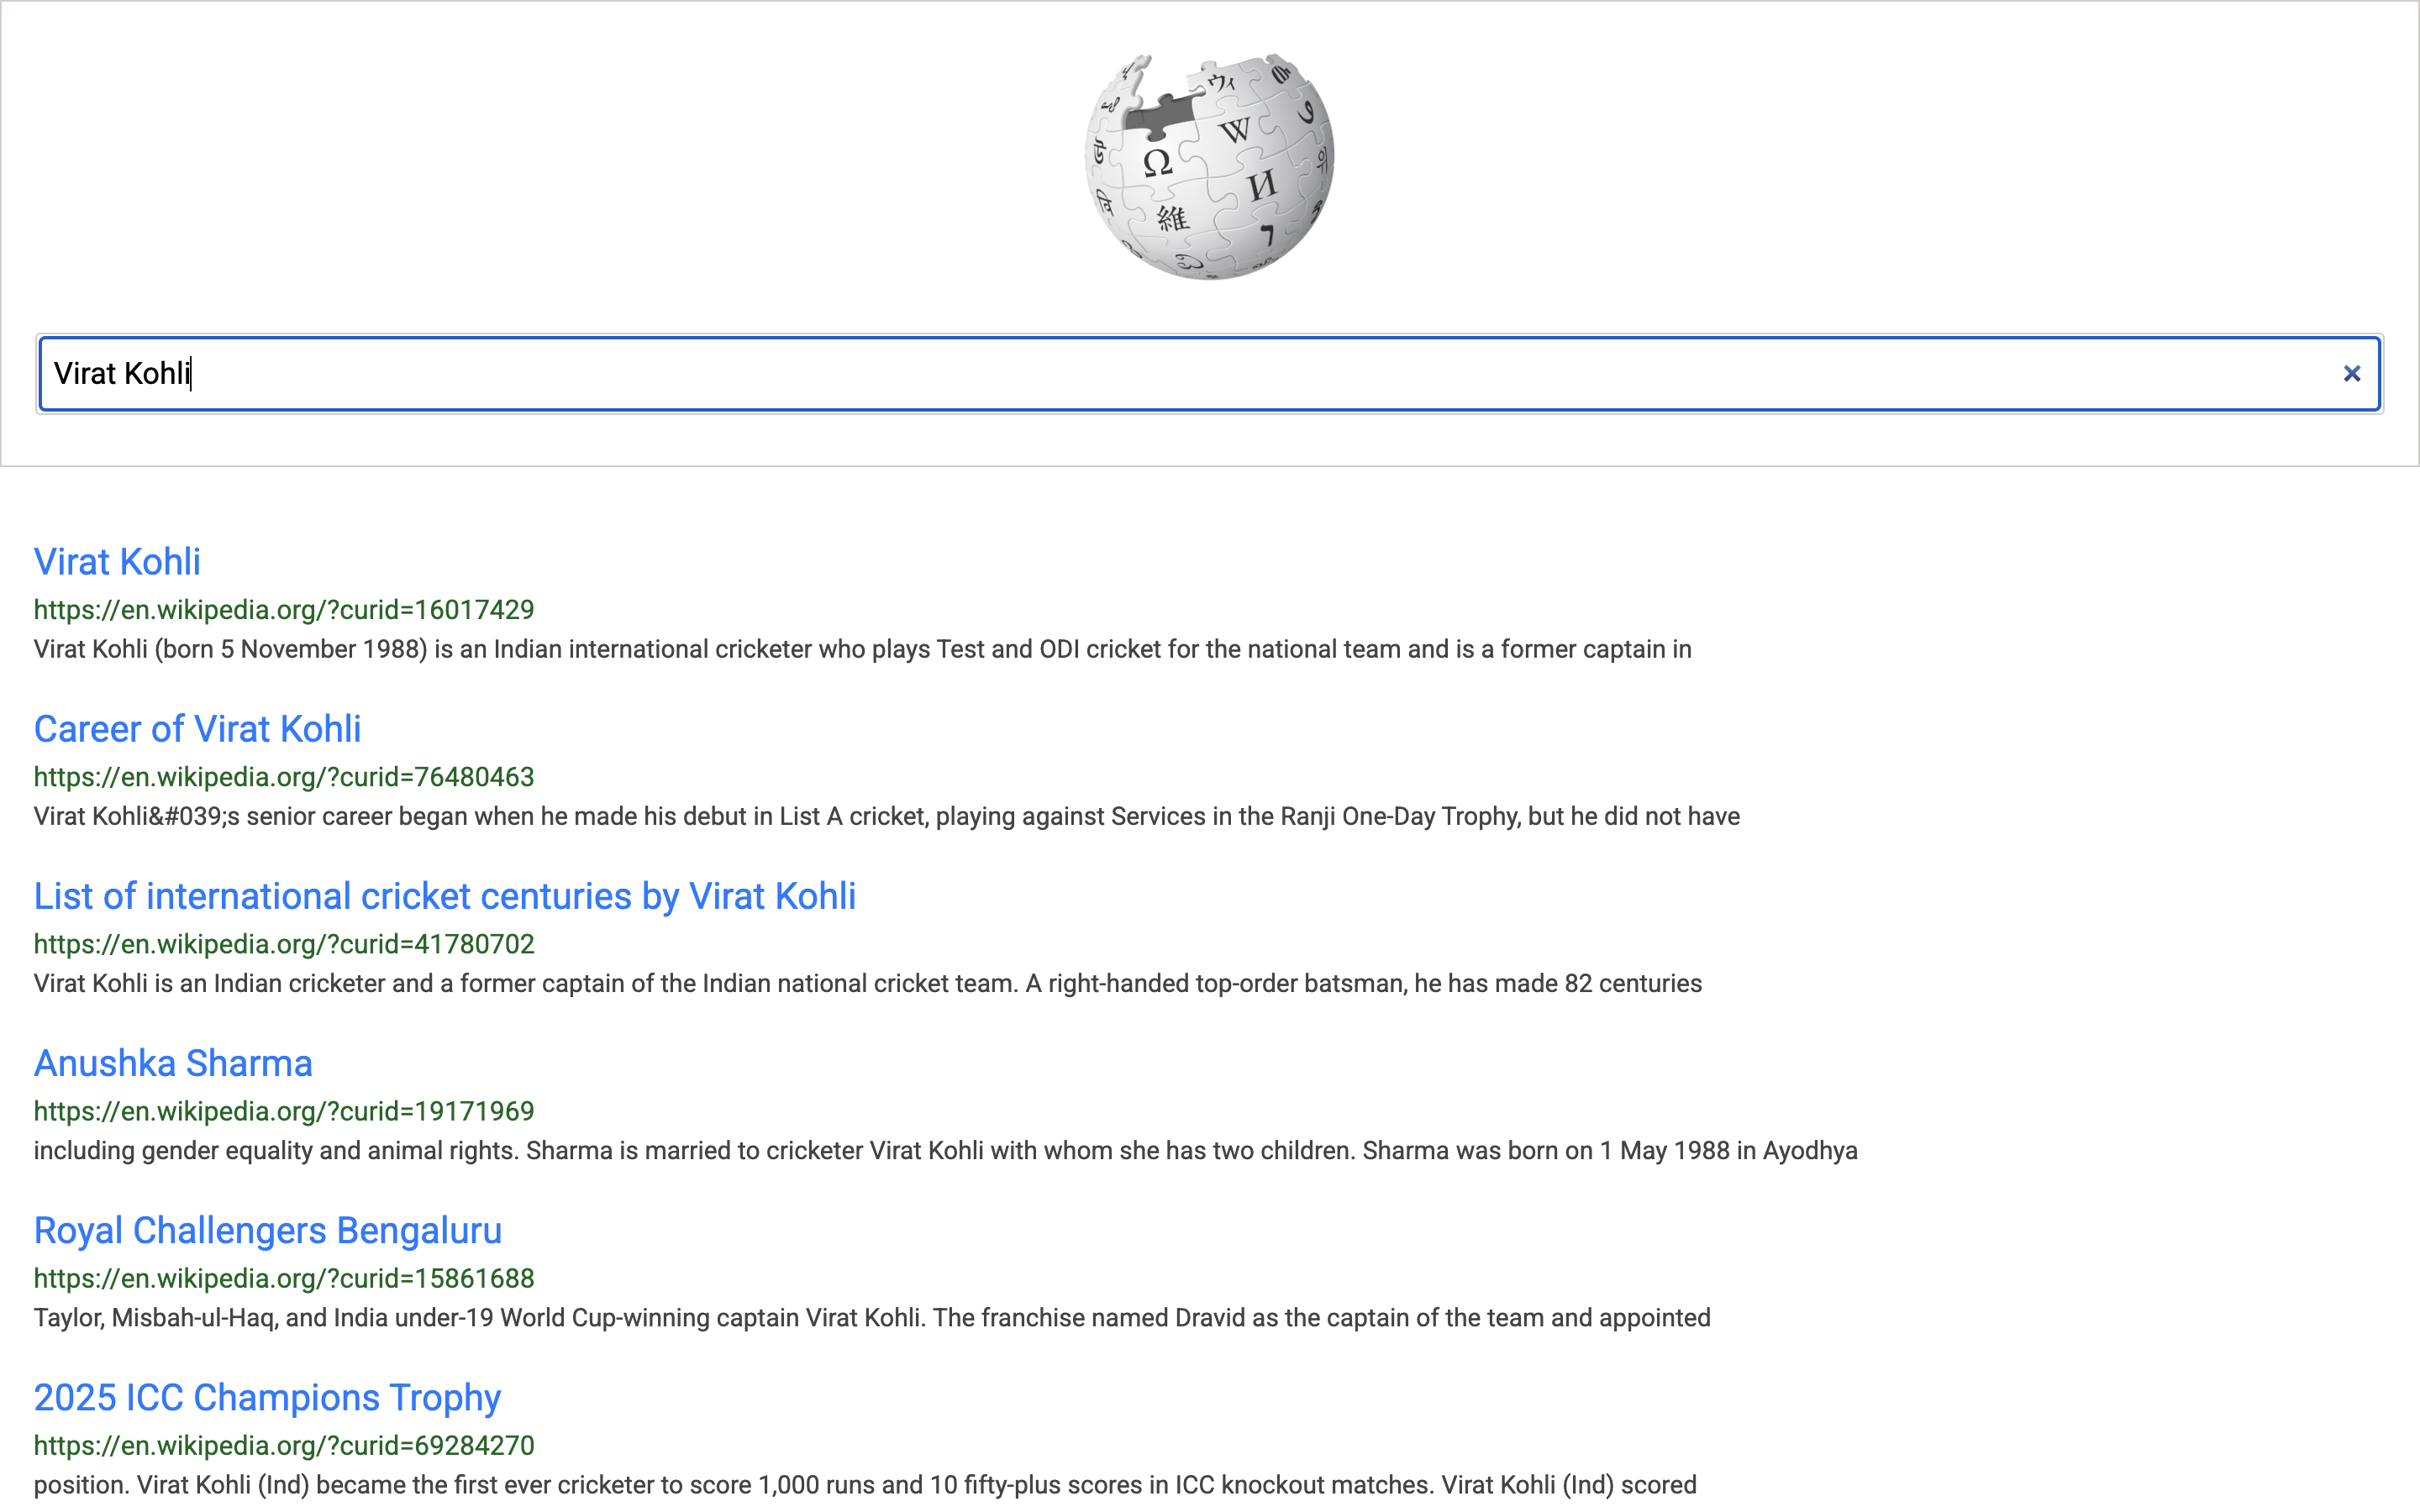 ウィ
W
Ω
И
維
ר
Virat Kohli
×
Virat Kohli
https://en.wikipedia.org/?curid=16017429
Virat Kohli (born 5 November 1988) is an Indian international cricketer who plays Test and ODI cricket for the national team and is a former captain in
Career of Virat Kohli
https://en.wikipedia.org/?curid=76480463
Virat Kohli&#039;s senior career began when he made his debut in List A cricket, playing against Services in the Ranji One-Day Trophy, but he did not have
List of international cricket centuries by Virat Kohli
https://en.wikipedia.org/?curid=41780702
Virat Kohli is an Indian cricketer and a former captain of the Indian national cricket team. A right-handed top-order batsman, he has made 82 centuries
Anushka Sharma
https://en.wikipedia.org/?curid=19171969
including gender equality and animal rights. Sharma is married to cricketer Virat Kohli with whom she has two children. Sharma was born on 1 May 1988 in Ayodhya
Royal Challengers Bengaluru
https://en.wikipedia.org/?curid=15861688
Taylor, Misbah-ul-Haq, and India under-19 World Cup-winning captain Virat Kohli. The franchise named Dravid as the captain of the team and appointed
2025 ICC Champions Trophy
https://en.wikipedia.org/?curid=69284270
position. Virat Kohli (Ind) became the first ever cricketer to score 1,000 runs and 10 fifty-plus scores in ICC knockout matches. Virat Kohli (Ind) scored